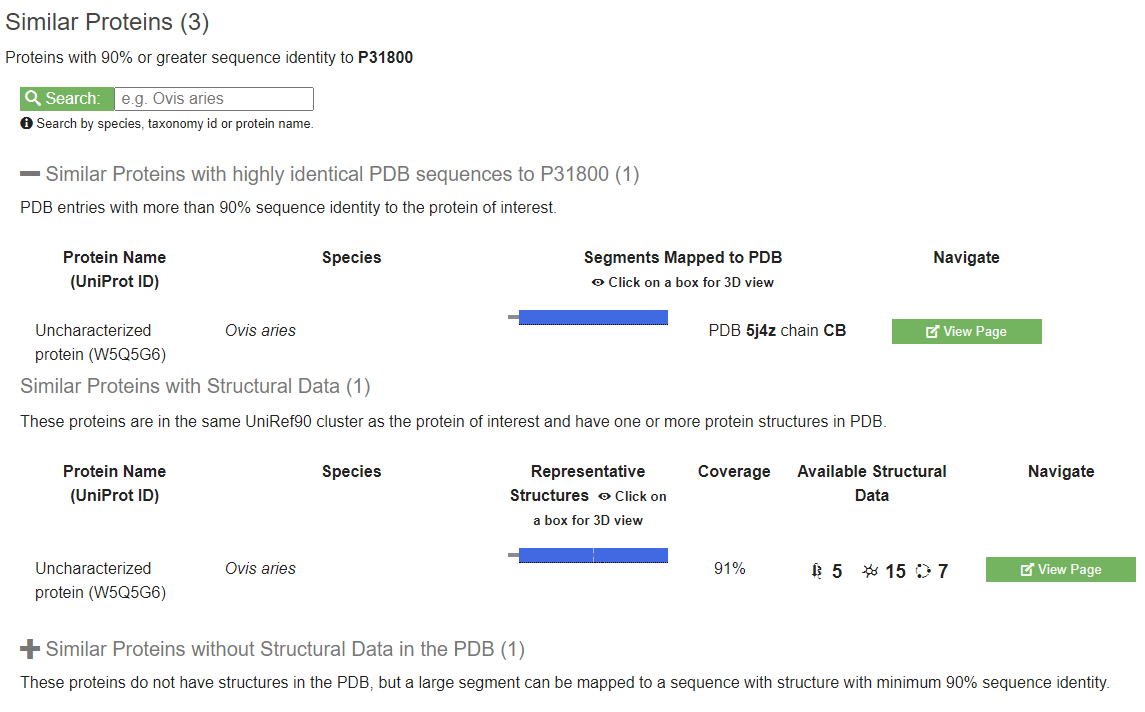 Similar Proteins (3)
Proteins with 90% or greater sequence identity to P31800
Search: e.g. Ovis aries
Search by species, taxonomy id or protein name.
Similar Proteins with highly identical PDB sequences to P31800 (1)
PDB entries with more than 90% sequence identity to the protein of interest.
Protein Name Species Segments Mapped to PDB Navigate
(UniProt ID) Click on a box for 3D view
Uncharacterized Ovis aries PDB 5j4z chain CB View Page
protein (W5Q5G6)
Similar Proteins with Structural Data (1)
These proteins are in the same UniRef90 cluster as the protein of interest and have one or more protein structures in PDB.
Protein Name Species Representative Coverage Available Structural Navigate
(UniProt ID) Structures Click on Data
a box for 3D view
Uncharacterized Ovis aries 91% 5 15 7 View Page
protein (W5Q5G6)
Similar Proteins without Structural Data in the PDB (1)
These proteins do not have structures in the PDB, but a large segment can be mapped to a sequence with structure with minimum 90% sequence identity.